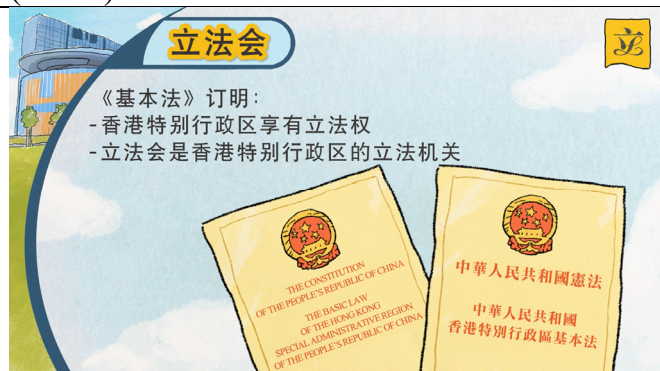 立法会
立
《基本法》订明：
-香港特别行政区享有立法权
-立法会是香港特别行政区的立法机关
THE CONSTITUTION
OF THE PEOPLE'S REPUBLIC OF CHINA
THE BASIC LAW
OF THE HONG KONG
SPECIAL ADMINISTRATIVE REGION
OF THE PEOPLE'S REPUBLIC OF CHINA
中華人民共和國憲法
中華人民共和國
香港特別行政區基本法